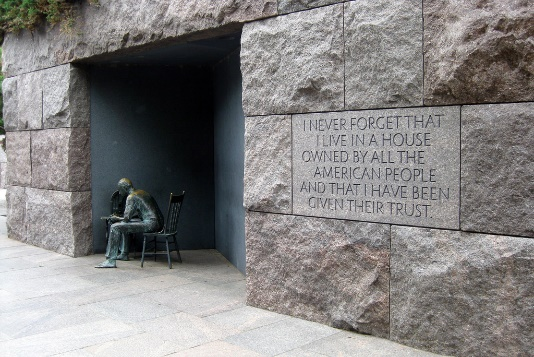 I NEVER FORGET THAT
I LIVE IN A HOUSE
OWNED BY ALL THE
AMERICAN PEOPLE
AND THAT I HAVE BEEN
GIVEN THEIR TRUST